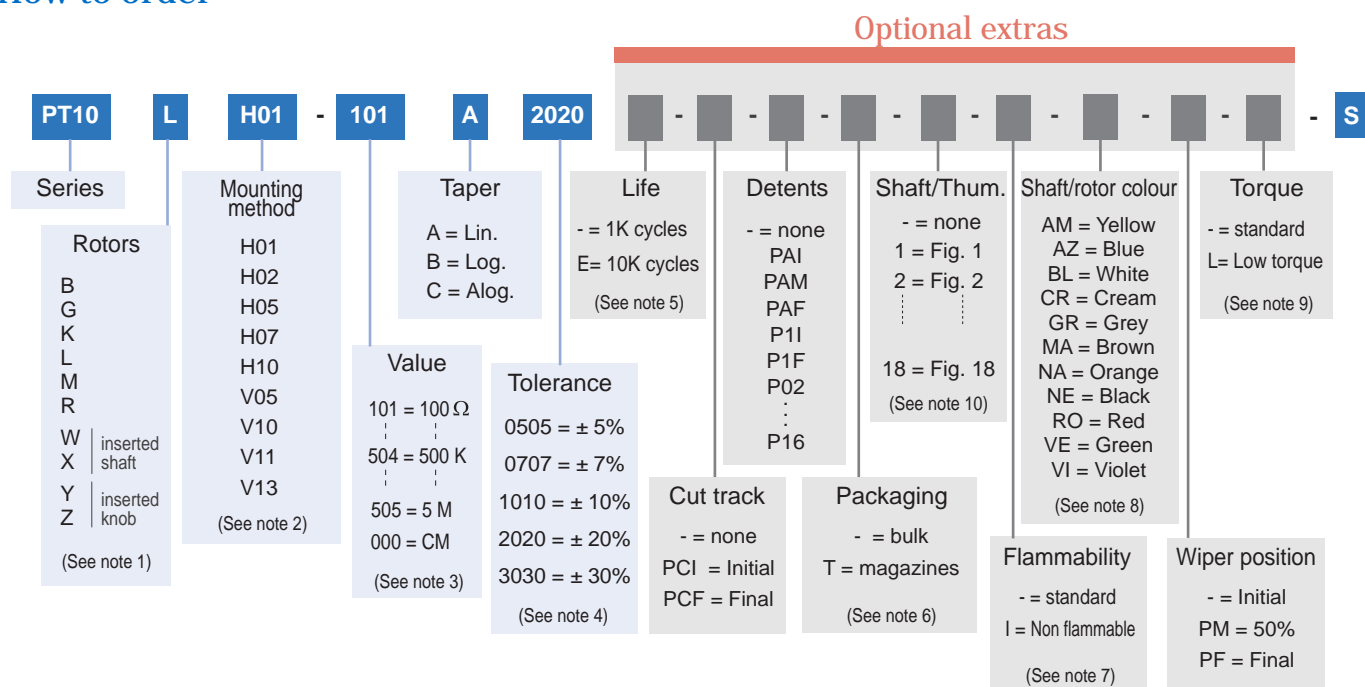 How to order
Optional extras
PT10 L H01 - 101 A 2020 - - - - - - - - - S
Series
Rotors
B
G
K
L
M
R
W
X
inserted
shaft
Y
Z
inserted
knob
(See note 1)
Mounting
method
H01
H02
H05
H07
H10
V05
V10
V11
V13
(See note 2)
Value
101 = 100 Ω
504 = 500 K
505 = 5 M
000 = CM
(See note 3)
Taper
A = Lin.
B = Log.
C = Alog.
Tolerance
0505 = ± 5%
0707 = ± 7%
1010 = ± 10%
2020 = ± 20%
3030 = ± 30%
(See note 4)
Life
- = 1K cycles
E= 10K cycles
(See note 5)
Cut track
- = none
PCI = Initial
PCF = Final
Detents
- = none
PAI
PAM
PAF
P1I
P1F
P02
⋮
P16
Packaging
- = bulk
T = magazines
(See note 6)
Shaft/Thum.
- = none
1 = Fig. 1
2 = Fig. 2
18 = Fig. 18
(See note 10)
Flammability
- = standard
I = Non flammable
(See note 7)
Shaft/rotor colour
AM = Yellow
AZ = Blue
BL = White
CR = Cream
GR = Grey
MA = Brown
NA = Orange
NE = Black
RO = Red
VE = Green
VI = Violet
(See note 8)
Wiper position
- = Initial
PM = 50%
PF = Final
Torque
- = standard
L= Low torque
(See note 9)